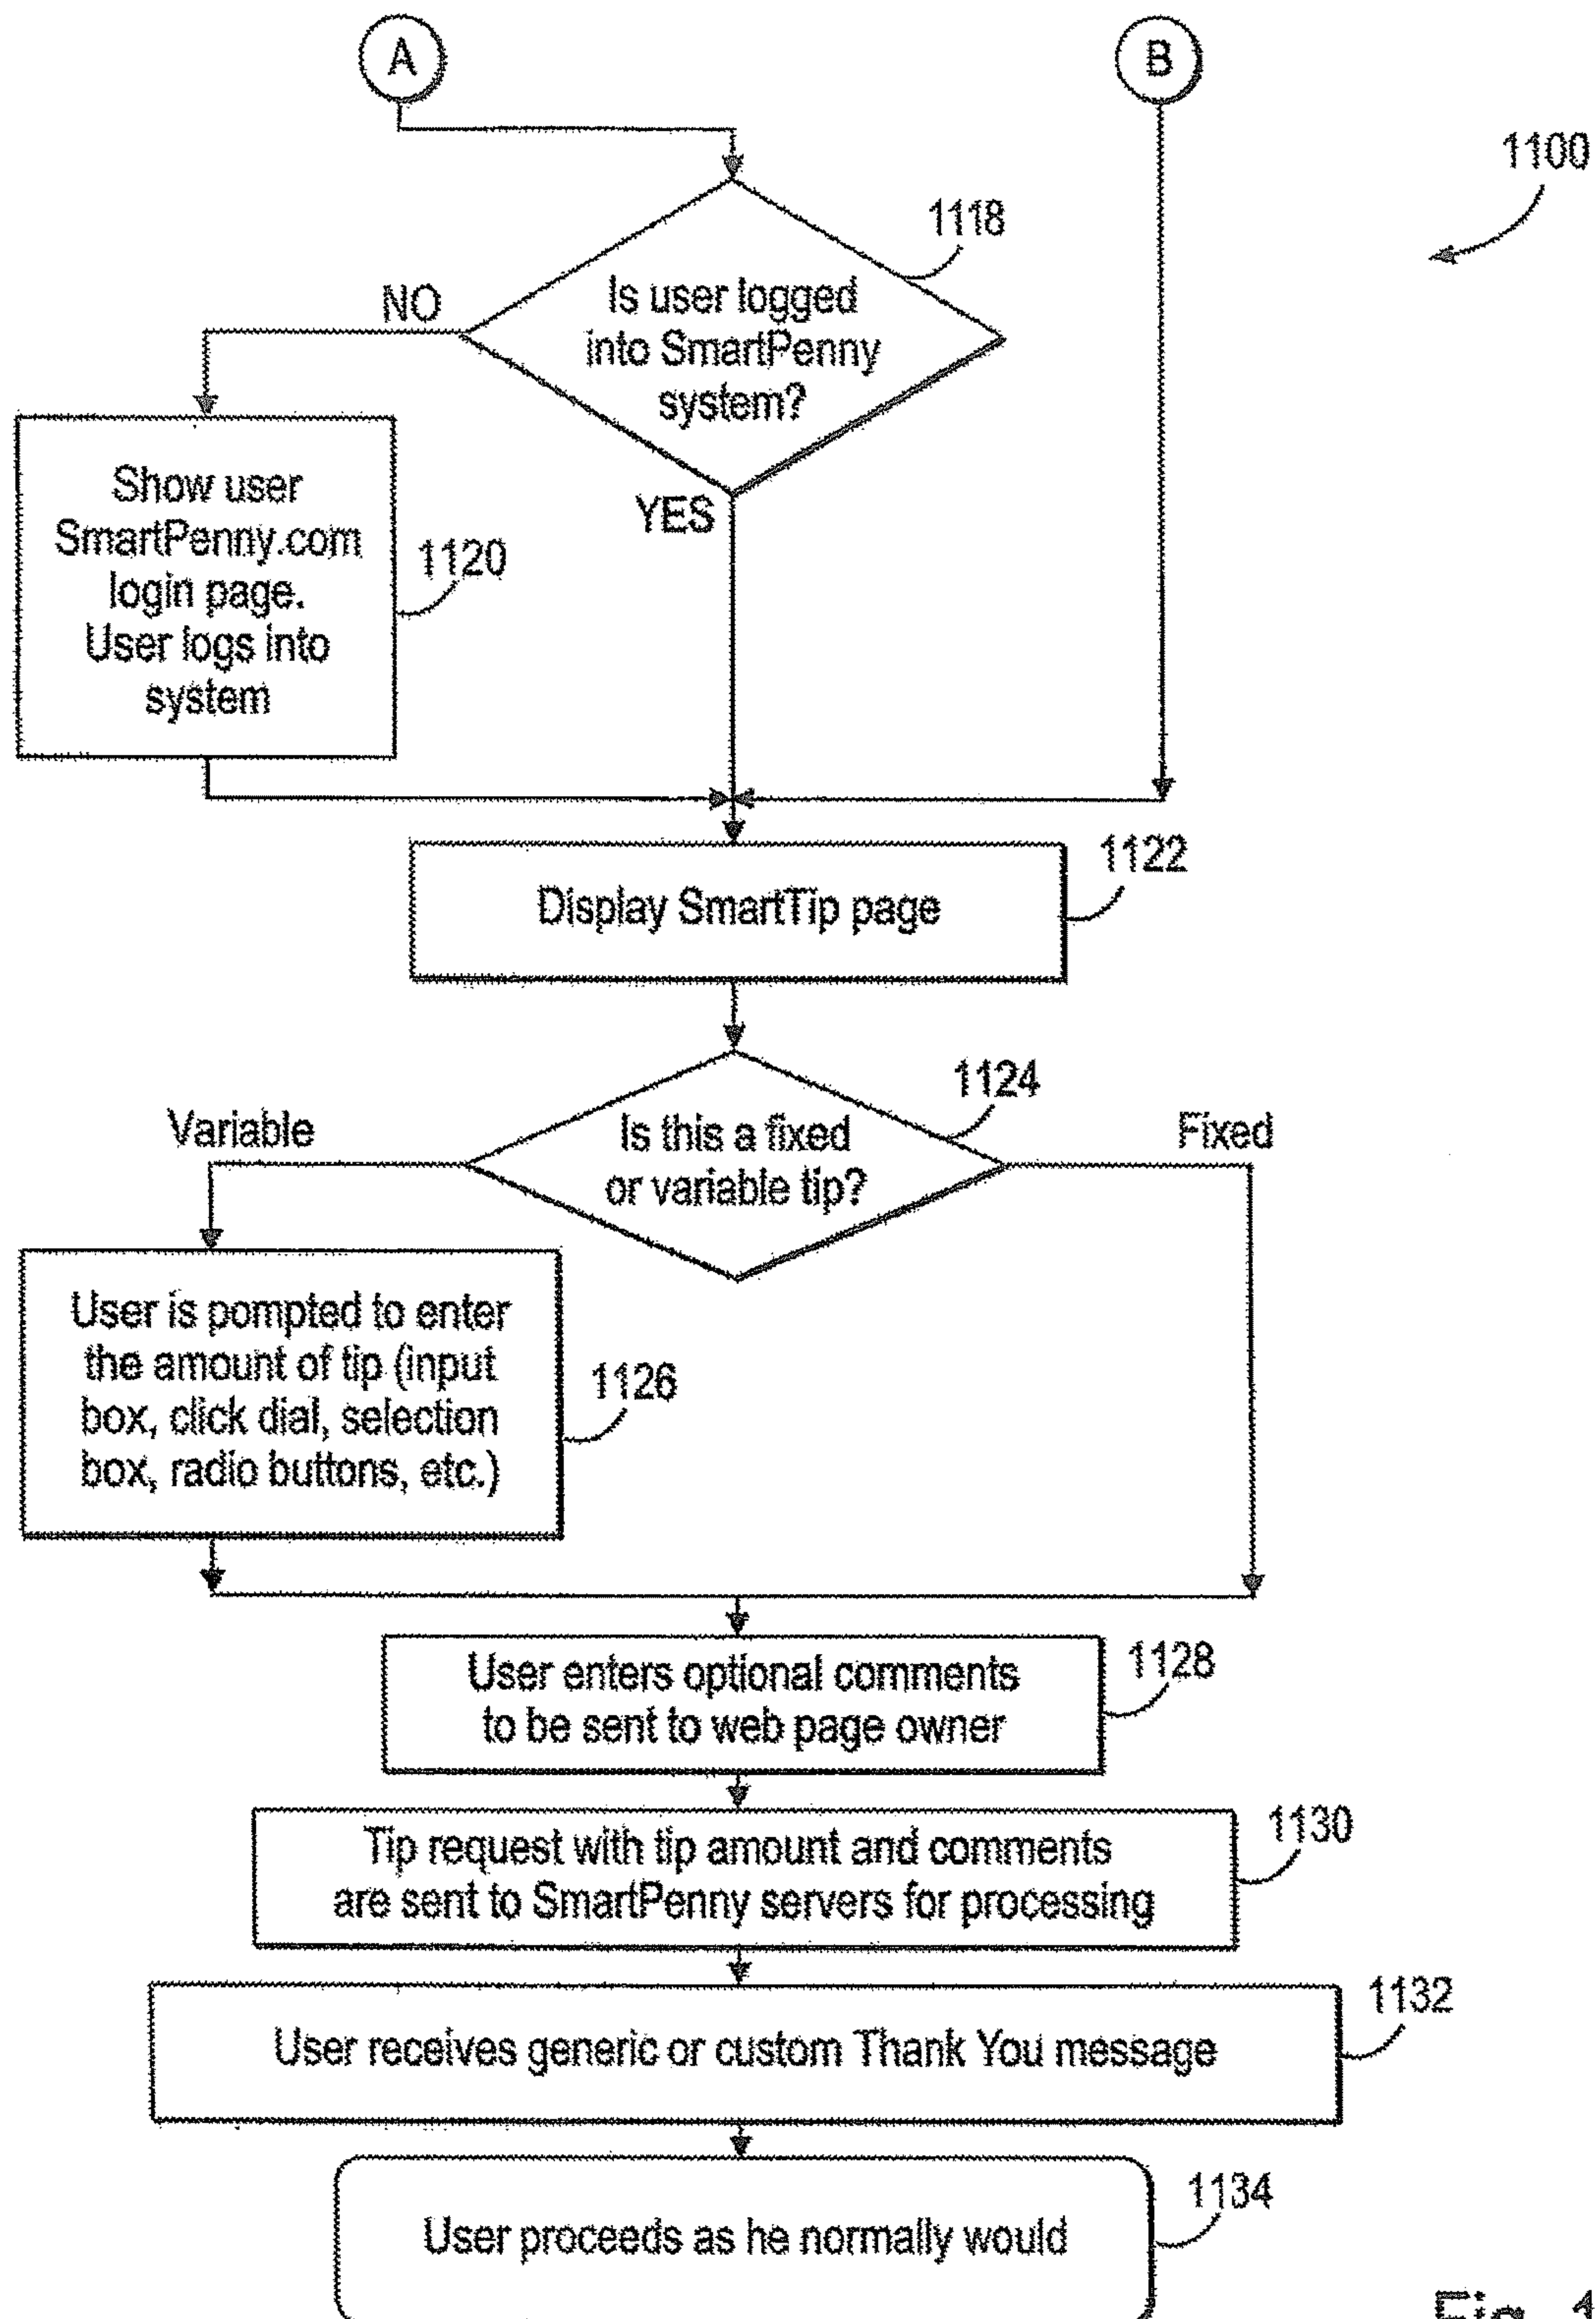 A
B
1100
1118
NO
Is user logged
into SmartPenny
system?
YES
Show user
SmartPenny.com
login page.
User logs into
system
1120
1122
Display SmartTip page
1124
Variable
Is this a fixed
or variable tip?
Fixed
User is pompted to enter
the amount of tip (input
box, click dial, selection
box, radio buttons, etc.)
1126
User enters optional comments
to be sent to web page owner
1128
Tip request with tip amount and comments
are sent to SmartPenny servers for processing
1130
User receives generic or custom Thank You message
1132
User proceeds as he normally would
1134
Fig.